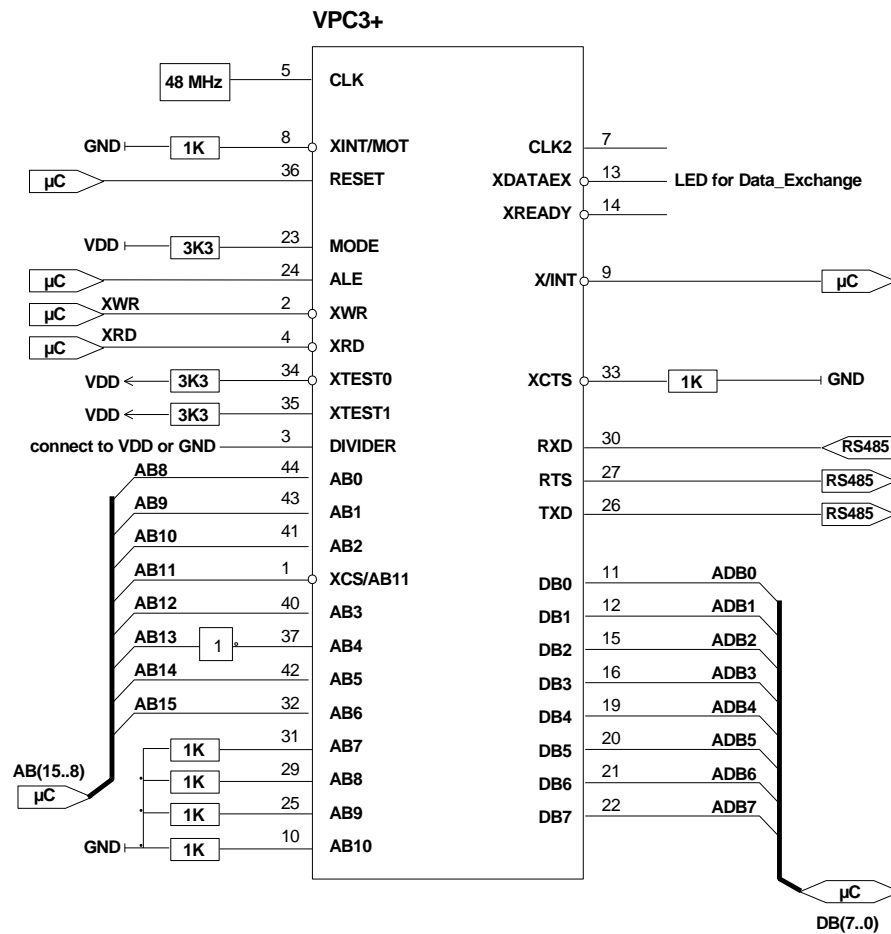 VPC3+
48 MHz 5 CLK
GND 1K 8 XINT/MOT CLK2 7
µC 36 RESET XDATAEX 13 LED for Data_Exchange
XREADY 14
VDD 3K3 23 MODE
µC 24 ALE X/INT 9 µC
µC XWR 2 XWR
µC XRD 4 XRD
VDD 3K3 34 XTEST0 XCTS 33 1K GND
VDD 3K3 35 XTEST1
connect to VDD or GND 3 DIVIDER RXD 30 RS485
AB8 44 AB0 RTS 27 RS485
AB9 43 AB1 TXD 26 RS485
AB10 41 AB2
AB11 1 XCS/AB11 DB0 11 ADB0
AB12 40 AB3 DB1 12 ADB1
AB13 1 37 AB4 DB2 15 ADB2
AB14 42 AB5 DB3 16 ADB3
AB15 32 AB6 DB4 19 ADB4
31 AB7 DB5 20 ADB5
1K
AB(15..8) 29 AB8 DB6 21 ADB6
µC 1K
25 AB9 DB7 22 ADB7
1K
GND 1K 10 AB10
µC
DB(7..0)